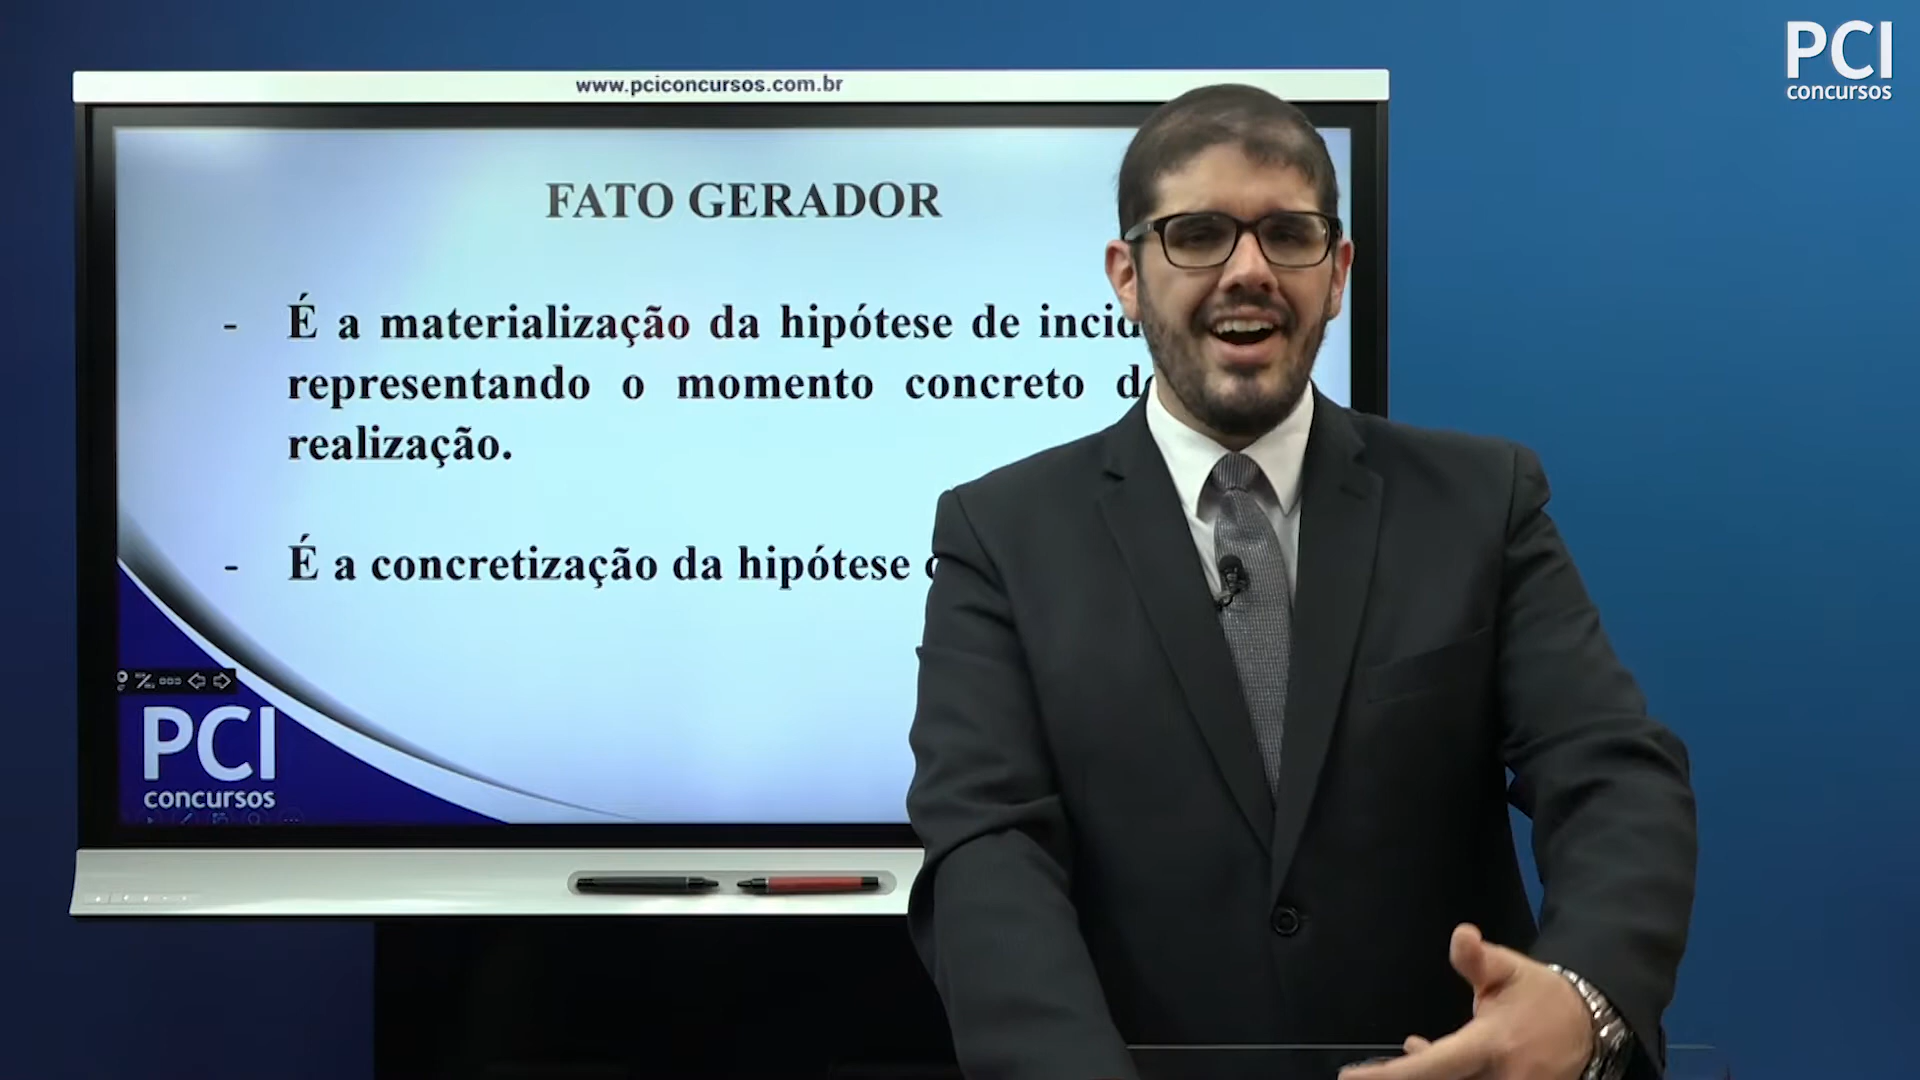 www.pciconcursos.com.br
PCI
concursos
FATO GERADOR
- É a materialização da hipótese de
representando o momento concreto
realização.
- É a concretização da hipótese
PCI
concursos